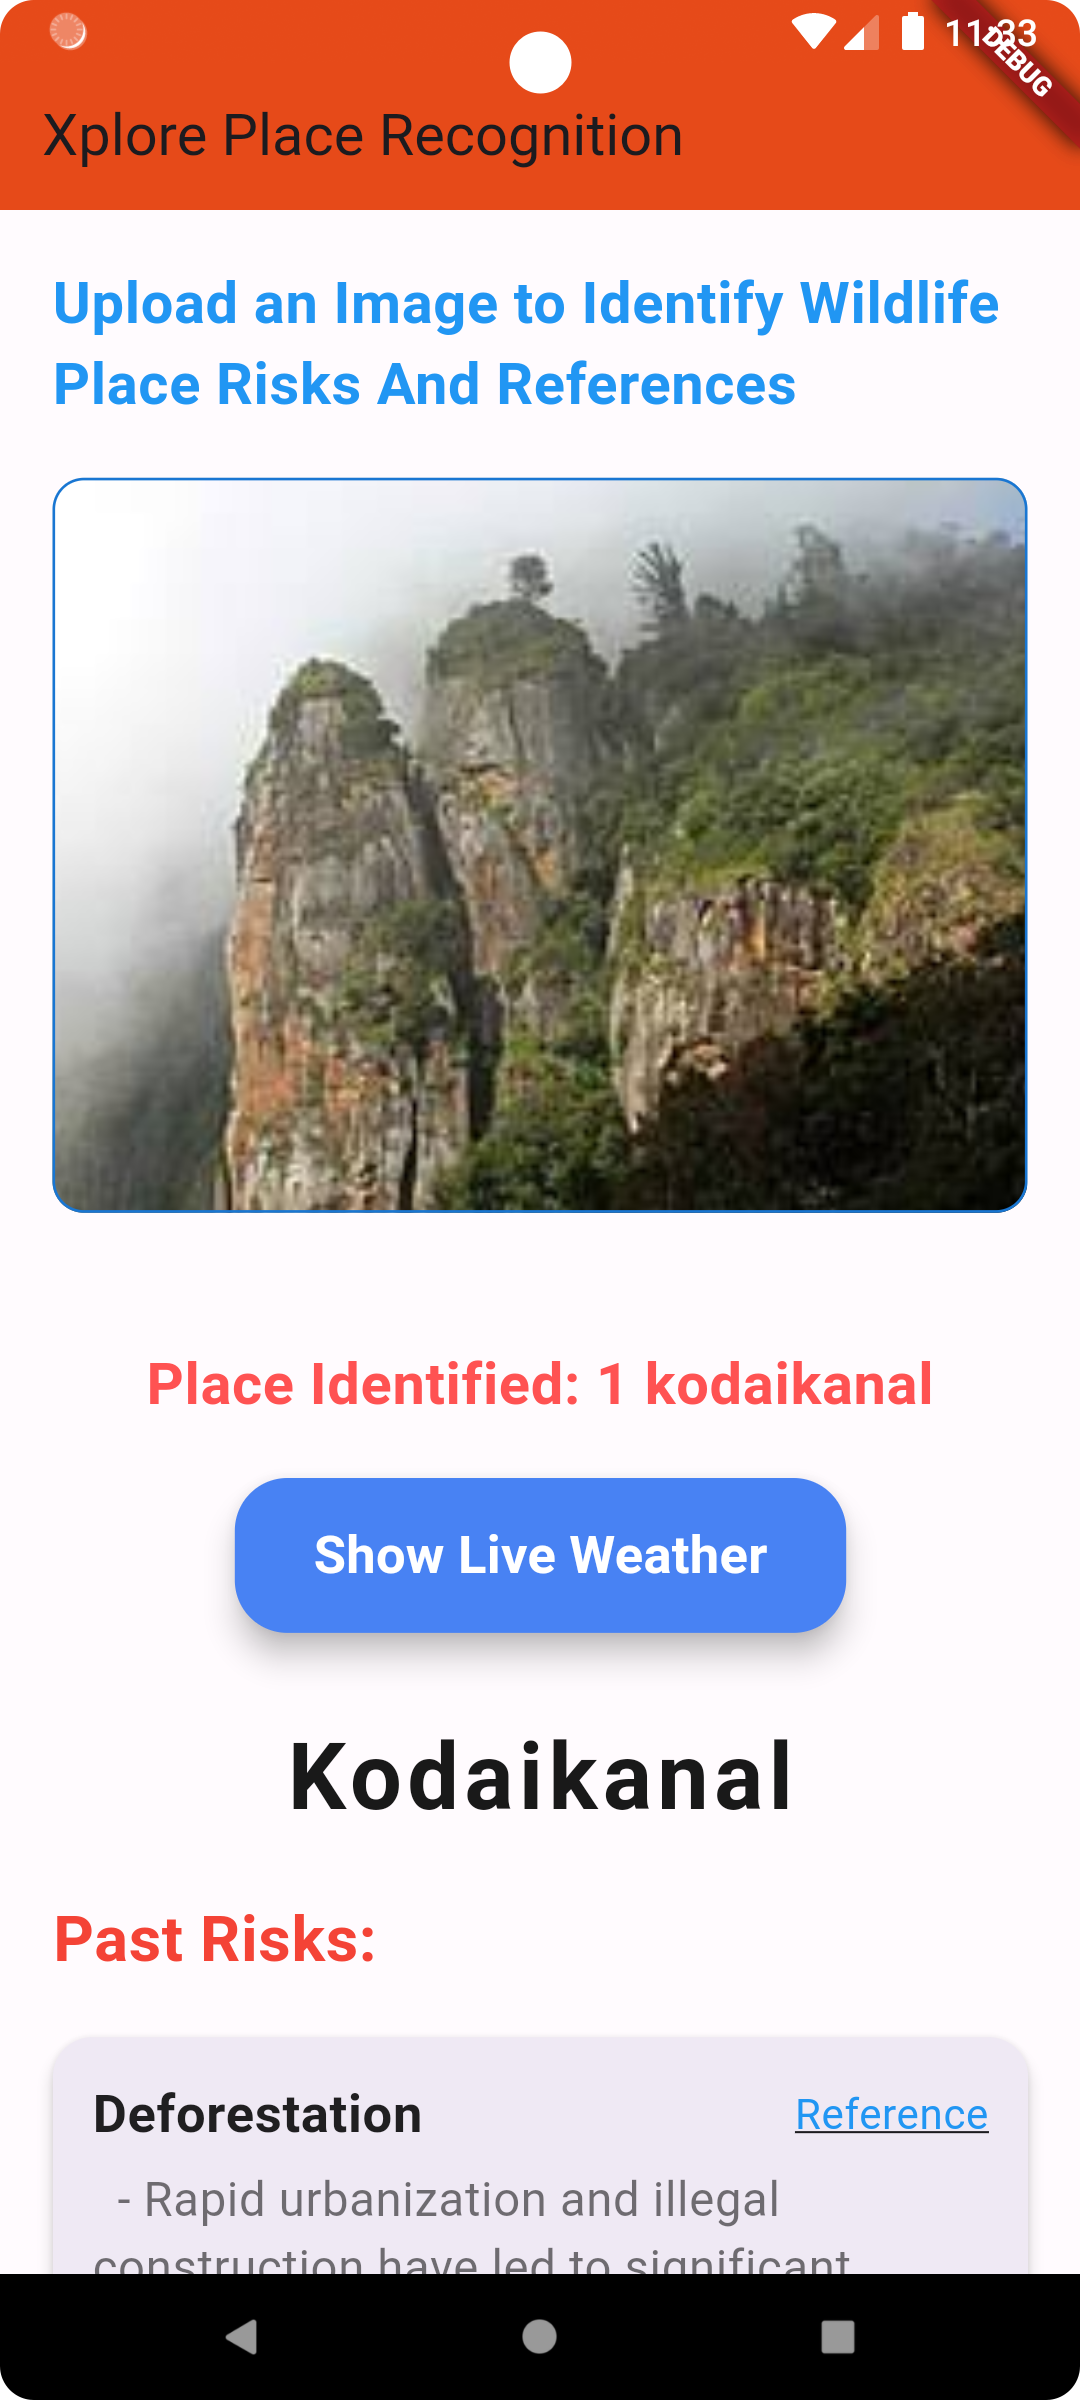 11:33
DEBUG
Xplore Place Recognition
Upload an Image to Identify Wildlife
Place Risks And References
Place Identified: 1 kodaikanal
Show Live Weather
Kodaikanal
Past Risks:
Deforestation Reference
- Rapid urbanization and illegal
construction have led to significant